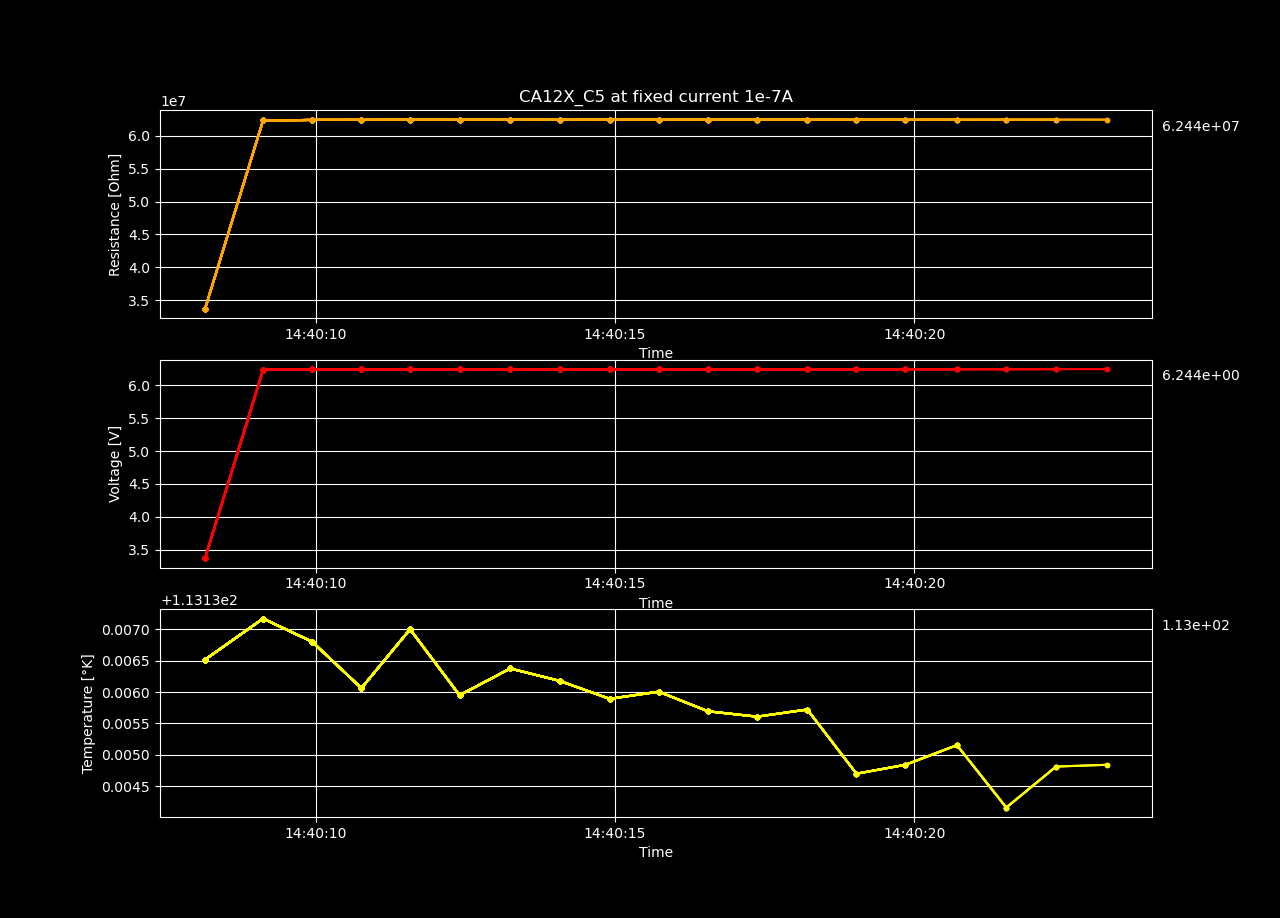 CA12X_C5 at fixed current 1e-7A
1e7
6.244e+07
6.0
5.5
5.0
4.5
4.0
3.5
Resistance [Ohm]
14:40:10 14:40:15 14:40:20
Time
6.244e+00
6.0
5.5
5.0
4.5
4.0
3.5
Voltage [V]
14:40:10 14:40:15 14:40:20
Time
+1.1313e2
1.13e+02
0.0070
0.0065
0.0060
0.0055
0.0050
0.0045
Temperature [°K]
14:40:10 14:40:15 14:40:20
Time